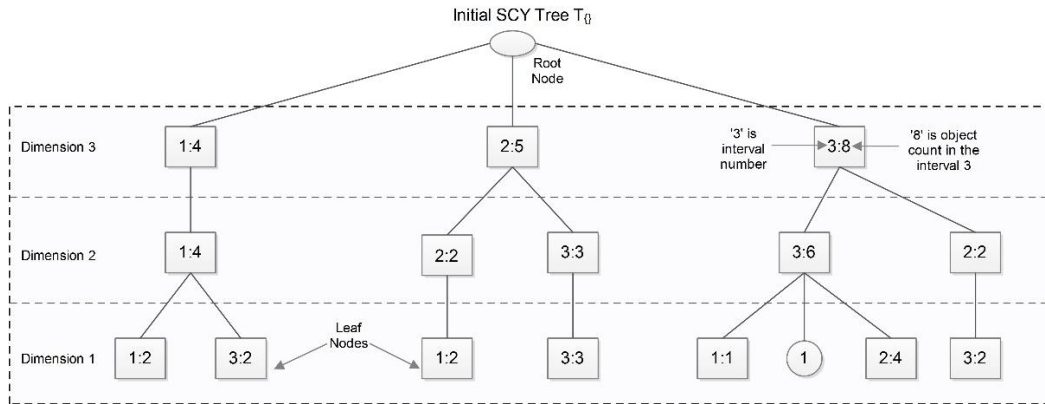 Initial SCY Tree T{}
Root
Node
Dimension 3
1:4
2:5
'3' is
interval
number
3:8
'8' is object
count in the
interval 3
Dimension 2
1:4
2:2
3:3
3:6
2:2
Dimension 1
1:2
3:2
Leaf
Nodes
1:2
3:3
1:1
1
2:4
3:2